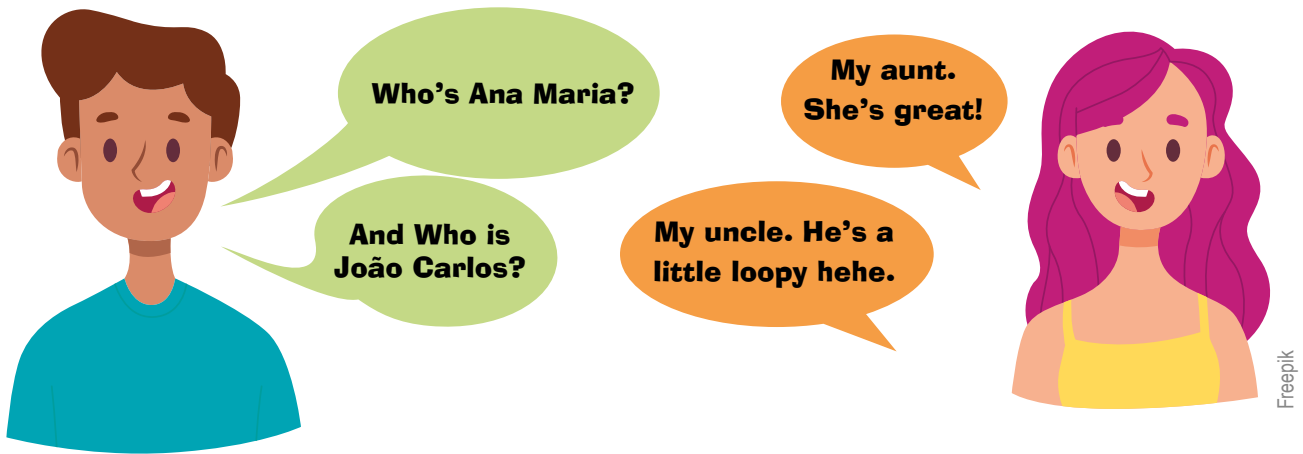 Who's Ana Maria?
My aunt.
She's great!
And Who is
João Carlos?
My uncle. He's a
little loopy hehe.
Freepik